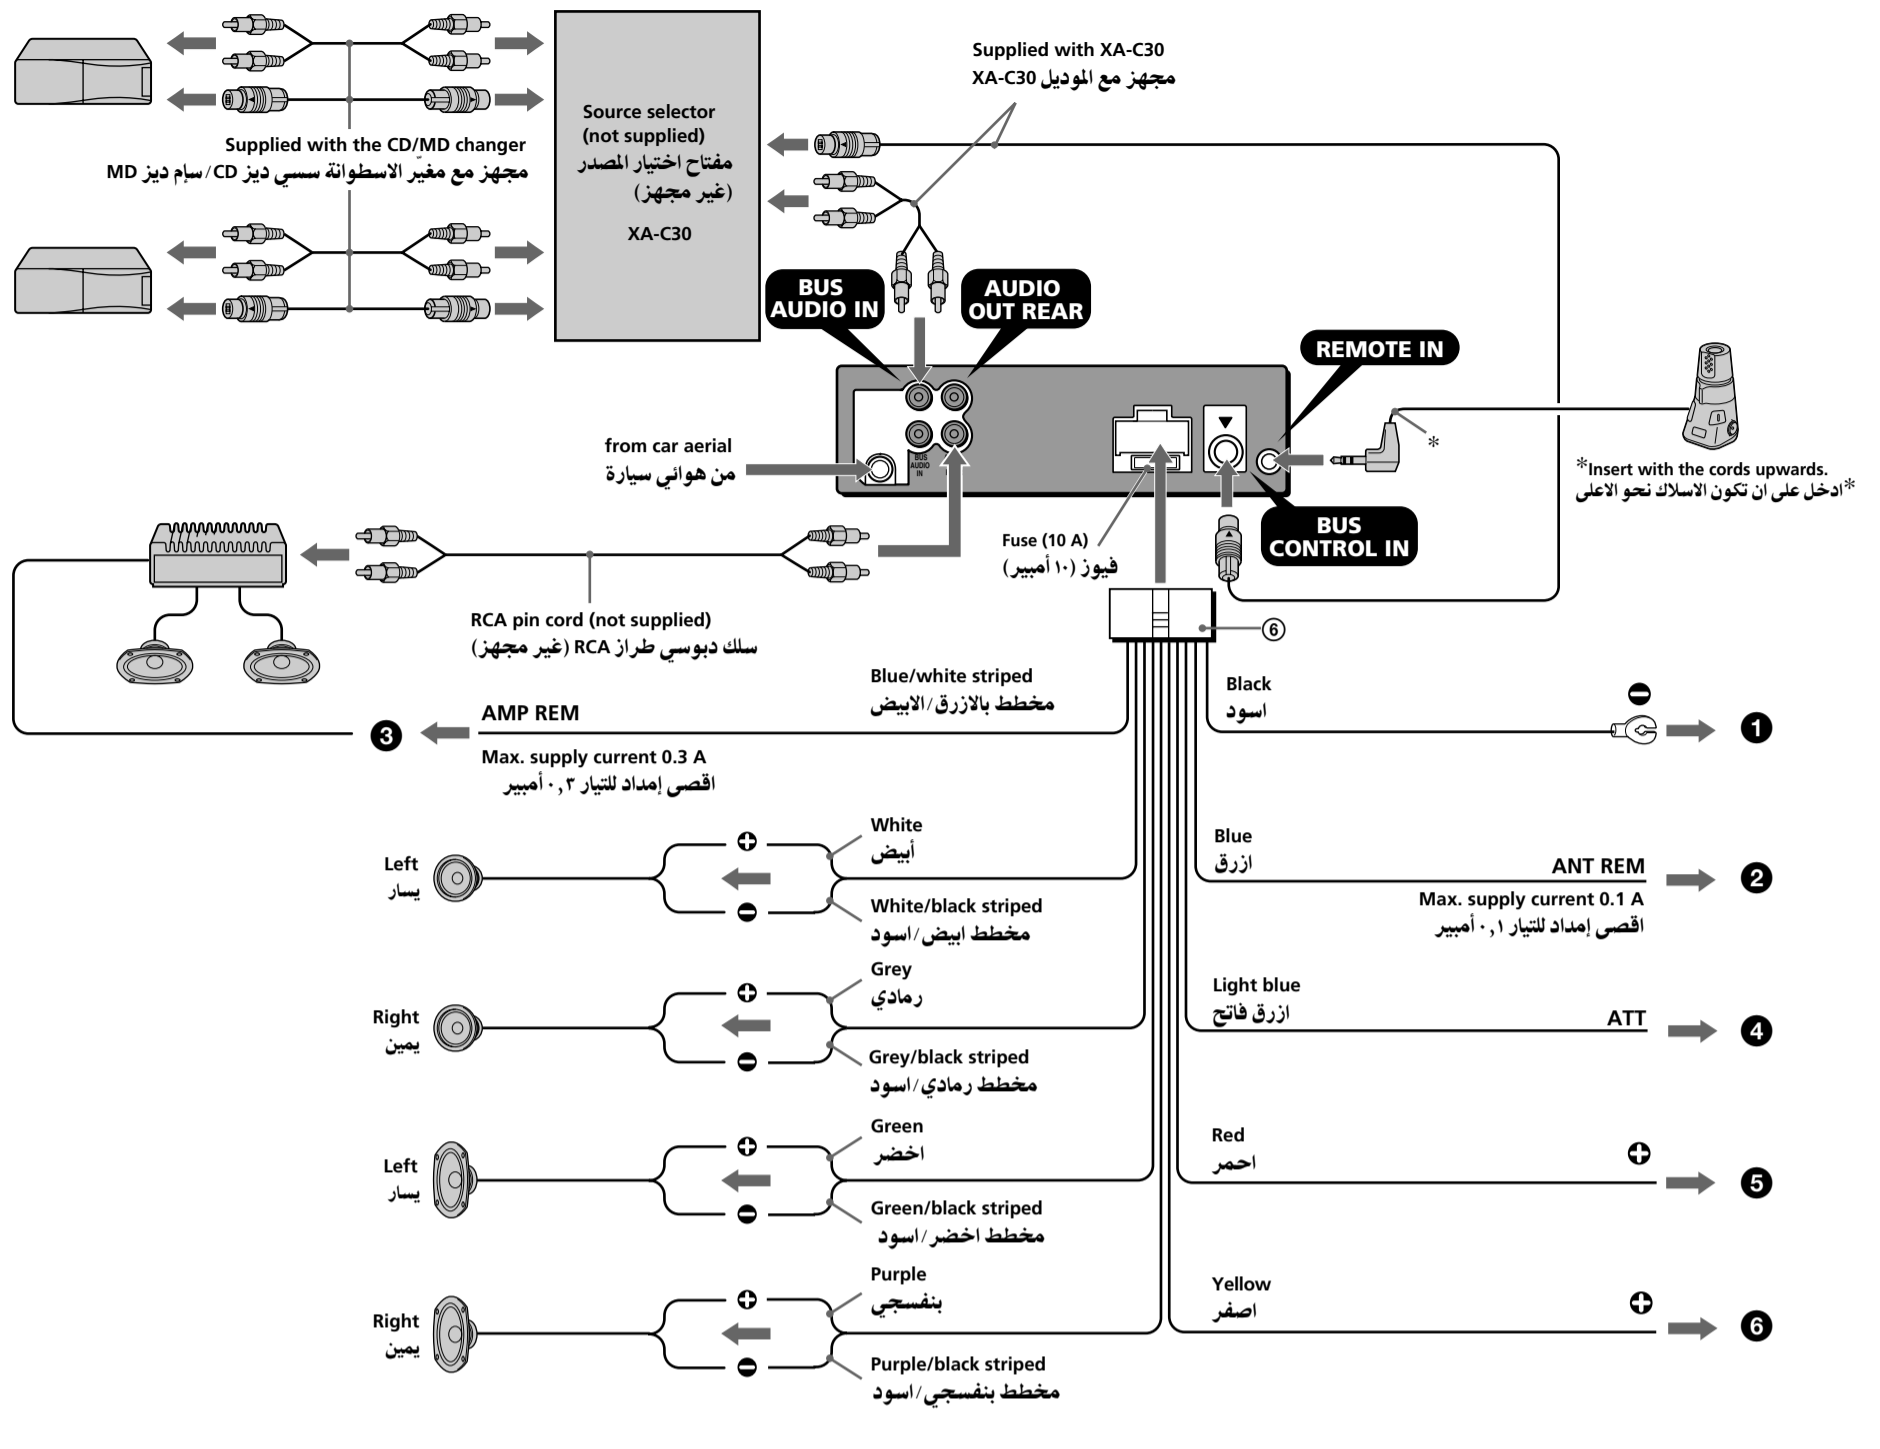 Supplied with XA-C30
مجهز مع الموديل XA-C30
Source selector
(not supplied)
مفتاح اختيار المصدر
(غير مجهز)
XA-C30
Supplied with the CD/MD changer
مجهز مع مغيّر الاسطوانة سسي ديز CD/سإم ديز MD
BUS
AUDIO IN
AUDIO
OUT REAR
REMOTE IN
from car aerial
من هوائي سيارة
BUS
AUDIO
IN
*
*Insert with the cords upwards.
*ادخل على ان تكون الاسلاك نحو الاعلى
Fuse (10 A)
فيوز (١٠ أمبير)
BUS
CONTROL IN
RCA pin cord (not supplied)
سلك دبوسي طراز RCA (غير مجهز)
⑥
Blue/white striped
مخطط بالازرق/الابيض
AMP REM
❸
Max. supply current 0.3 A
اقصى إمداد للتيار ٠,٣ أمبير
Black
اسود
❶
White
أبيض
Left
يسار
White/black striped
مخطط ابيض/اسود
Blue
ازرق
ANT REM
❷
Max. supply current 0.1 A
اقصى إمداد للتيار ٠,١ أمبير
Grey
رمادي
Right
يمين
Grey/black striped
مخطط رمادي/اسود
Light blue
ازرق فاتح
ATT
❹
Green
اخضر
Left
يسار
Green/black striped
مخطط اخضر/اسود
Red
احمر
❺
Purple
بنفسجي
Right
يمين
Purple/black striped
مخطط بنفسجي/اسود
Yellow
اصفر
❻